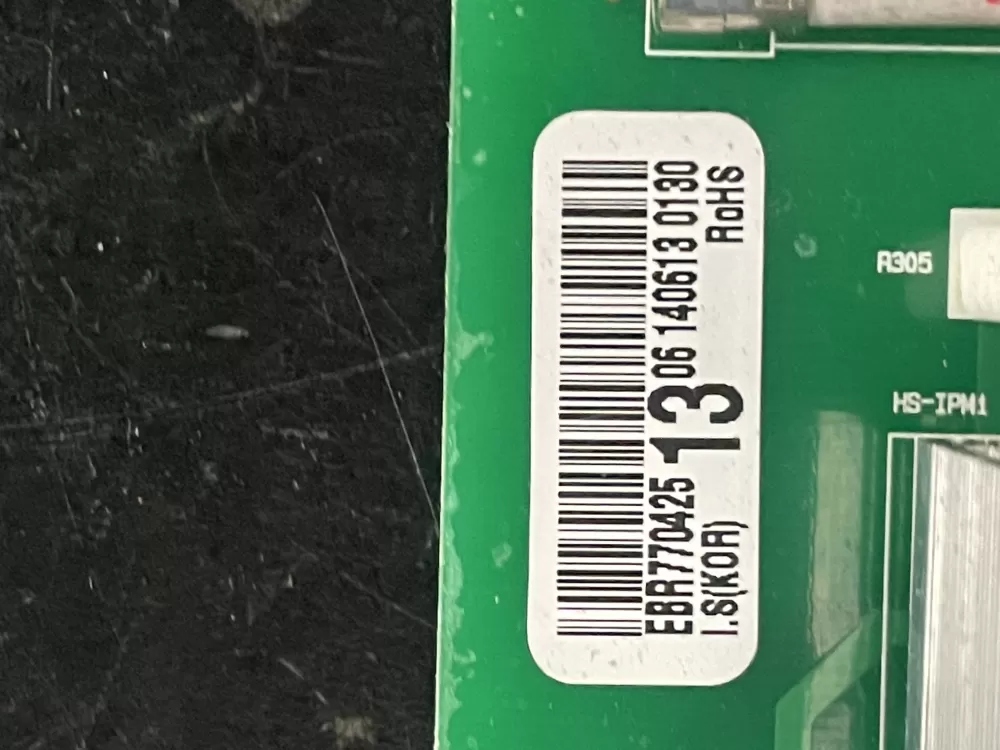 EBR770425 13 06 140613 0130
I.S(KOR) RoHS
R305
HS-IPM1